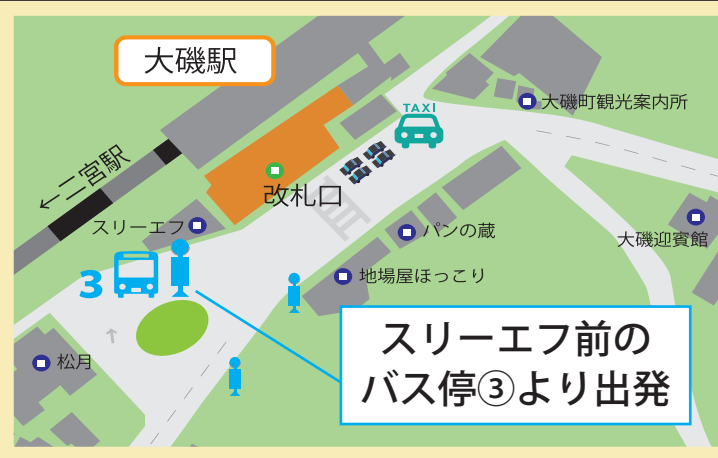 大磯駅
TAXI
大磯町観光案内所
←二宮駅
改札口
スリーエフ
パンの蔵
大磯迎賓館
3
地場屋ほっこり
スリーエフ前の
バス停③より出発
松月